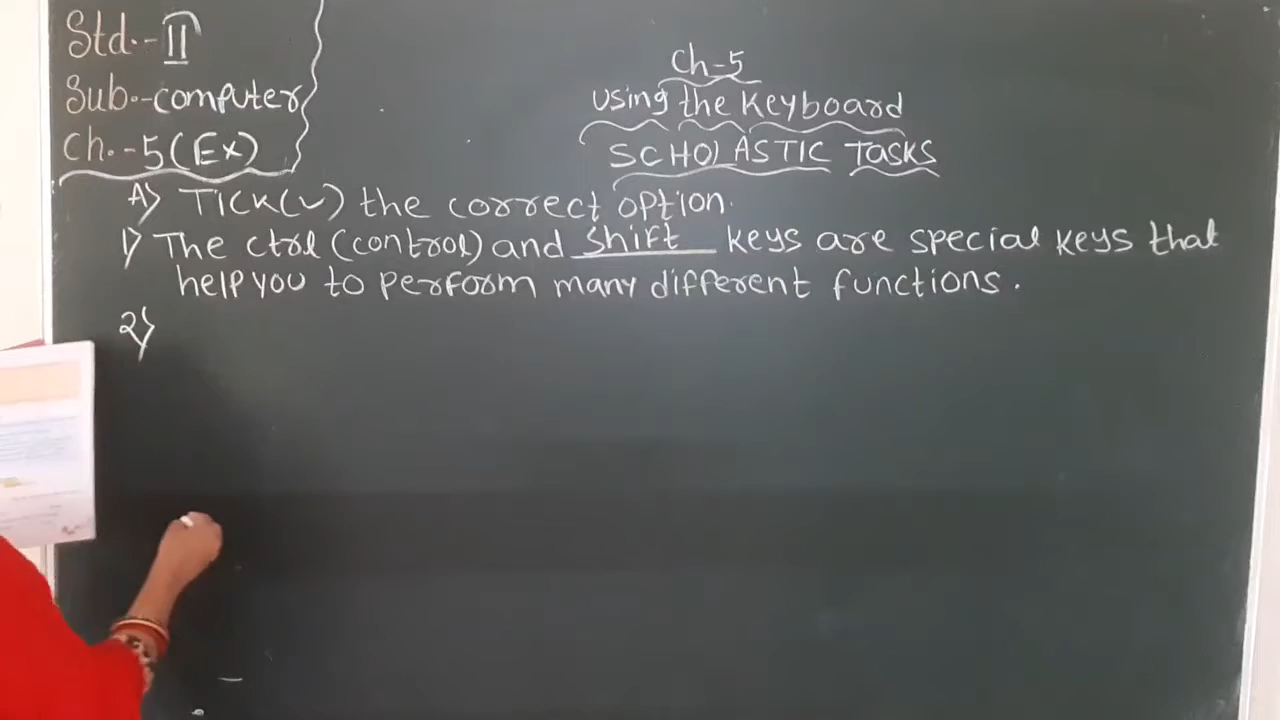 Std.-II
Sub.-computer
Ch.-5(Ex)
Ch-5
Using the Keyboard
SCHOLASTIC TASKS
A) TICK(✓) the correct option.
1) The ctrl (control) and shift keys are special keys that
help you to perform many different functions.
2)